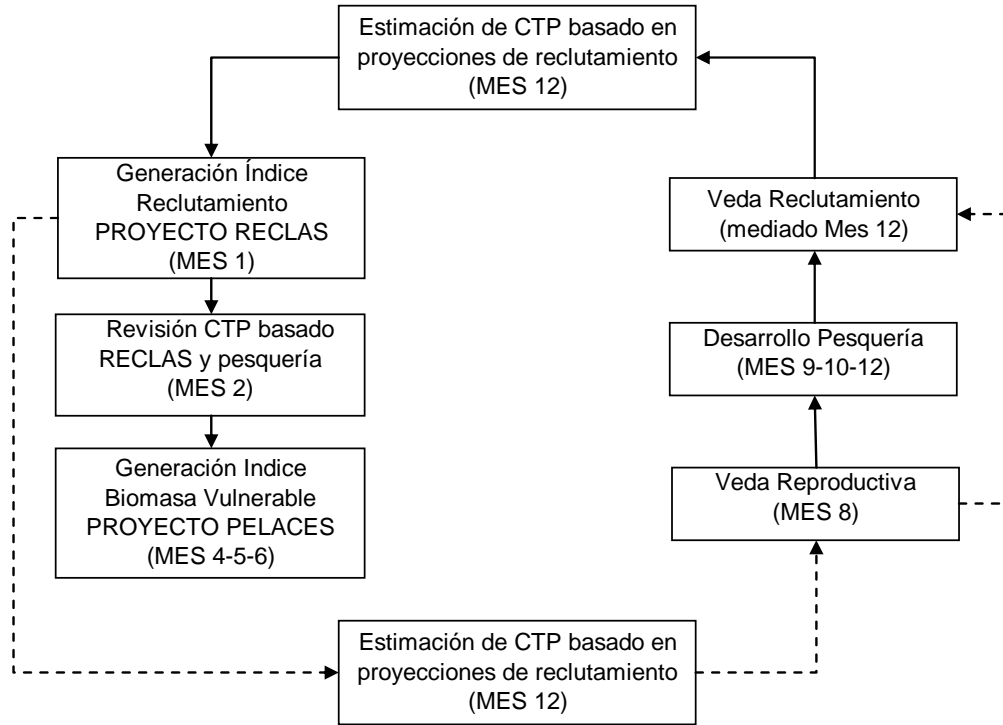 Estimación de CTP basado en
proyecciones de reclutamiento
(MES 12)
Generación Índice
Reclutamiento
PROYECTO RECLAS
(MES 1)
Veda Reclutamiento
(mediado Mes 12)
Revisión CTP basado
RECLAS y pesquería
(MES 2)
Desarrollo Pesquería
(MES 9-10-12)
Generación Indice
Biomasa Vulnerable
PROYECTO PELACES
(MES 4-5-6)
Veda Reproductiva
(MES 8)
Estimación de CTP basado en
proyecciones de reclutamiento
(MES 12)